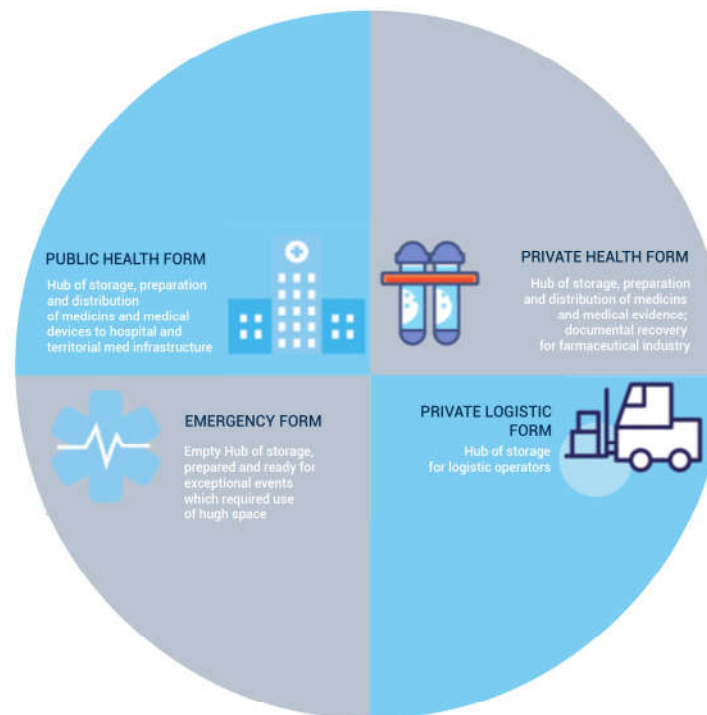 PUBLIC HEALTH FORM
Hub of storage, preparation
and distribution
of medicins and medical
devices to hospital and
territorial med infrastructure
PRIVATE HEALTH FORM
Hub of storage, preparation
and distribution of medicins
and medical evidence;
documental recovery
for farmaceutical industry
EMERGENCY FORM
Empty Hub of storage,
prepared and ready for
exceptional events
which required use
of hugh space
PRIVATE LOGISTIC
FORM
Hub of storage
for logistic operators